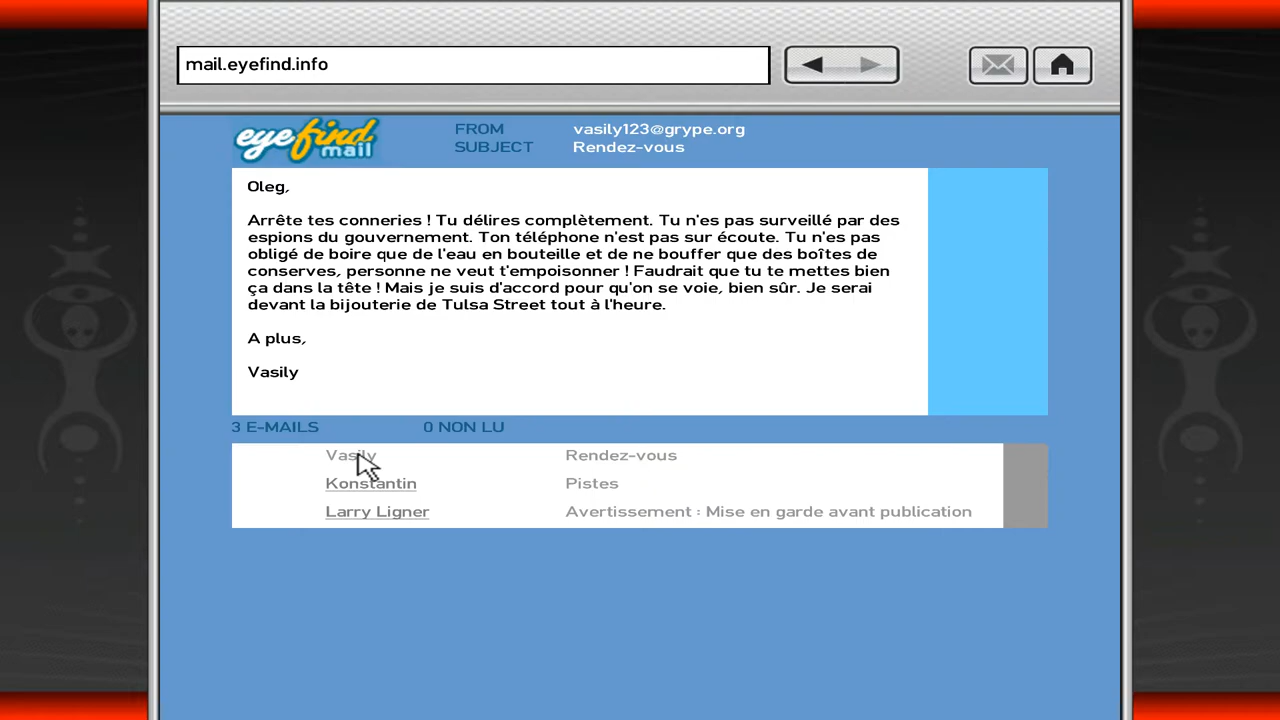 mail.eyefind.info
eyefind mail
FROM vasily123@grype.org
SUBJECT Rendez-vous
Oleg,
Arrête tes conneries ! Tu délires complètement. Tu n'es pas surveillé par des
espions du gouvernement. Ton téléphone n'est pas sur écoute. Tu n'es pas
obligé de boire que de l'eau en bouteille et de ne bouffer que des boîtes de
conserves, personne ne veut t'empoisonner ! Faudrait que tu te mettes bien
ça dans la tête ! Mais je suis d'accord pour qu'on se voie, bien sûr. Je serai
devant la bijouterie de Tulsa Street tout à l'heure.
A plus,
Vasily
3 E-MAILS 0 NON LU
Vasily Rendez-vous
Konstantin Pistes
Larry Ligner Avertissement : Mise en garde avant publication